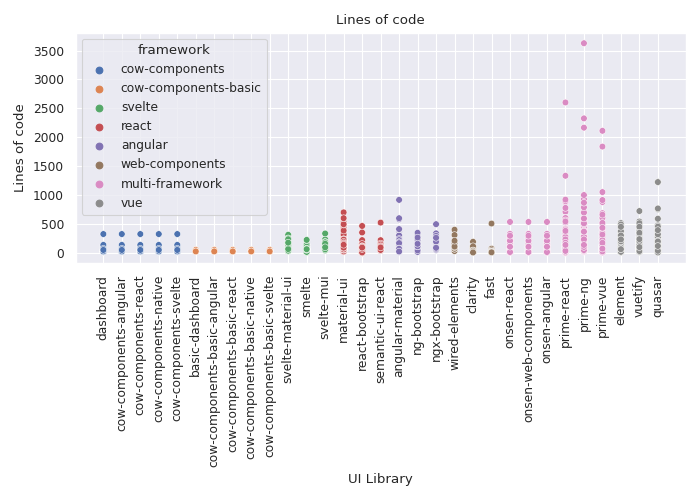 Lines of code
Lines of code
3500
3000
2500
2000
1500
1000
500
0
framework
cow-components
cow-components-basic
svelte
react
angular
web-components
multi-framework
vue
dashboard
cow-components-angular
cow-components-react
cow-components-native
cow-components-svelte
basic-dashboard
cow-components-basic-angular
cow-components-basic-react
cow-components-basic-native
cow-components-basic-svelte
svelte-material-ui
smelte
svelte-mui
material-ui
react-bootstrap
semantic-ui-react
angular-material
ng-bootstrap
ngx-bootstrap
wired-elements
clarity
fast
onsen-react
onsen-web-components
onsen-angular
prime-react
prime-ng
prime-vue
element
vuetify
quasar
UI Library